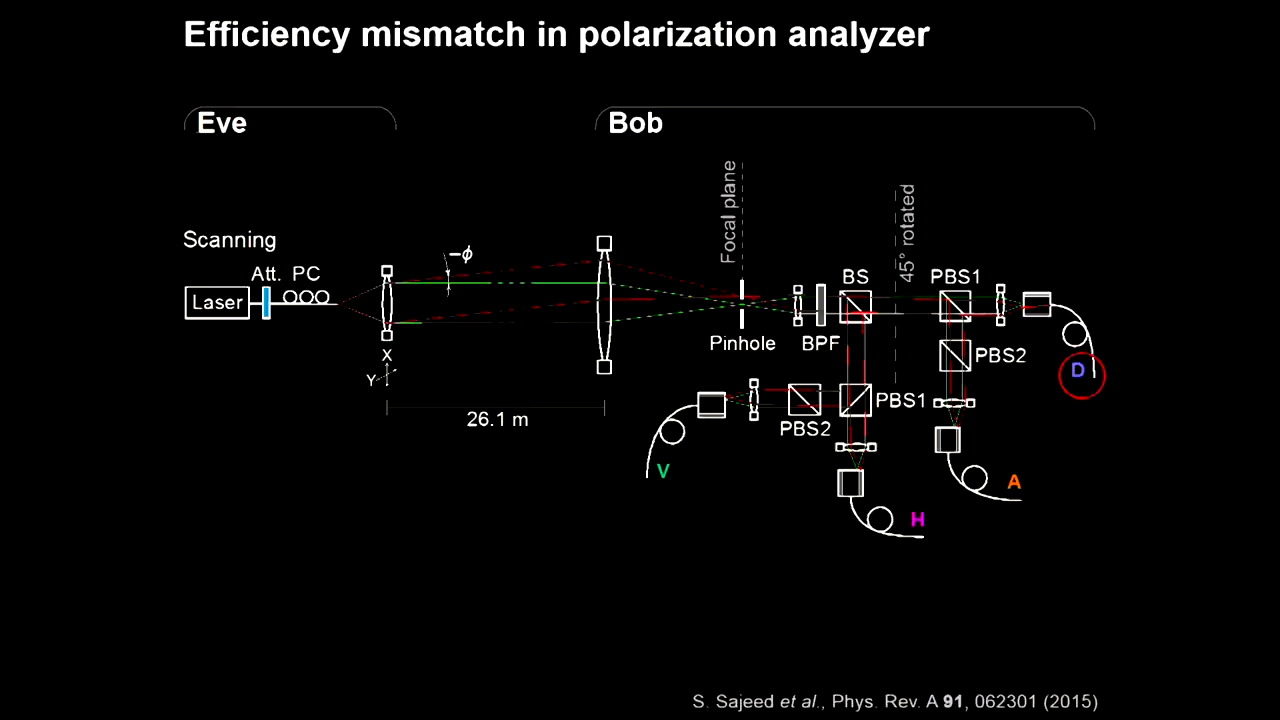 Efficiency mismatch in polarization analyzer
Eve
Bob
Focal plane
45° rotated
Scanning
−ϕ
Att. PC
BS
PBS1
Laser
Pinhole
BPF
PBS2
D
X
Y
PBS1
26.1 m
PBS2
V
A
H
S. Sajeed et al., Phys. Rev. A 91, 062301 (2015)